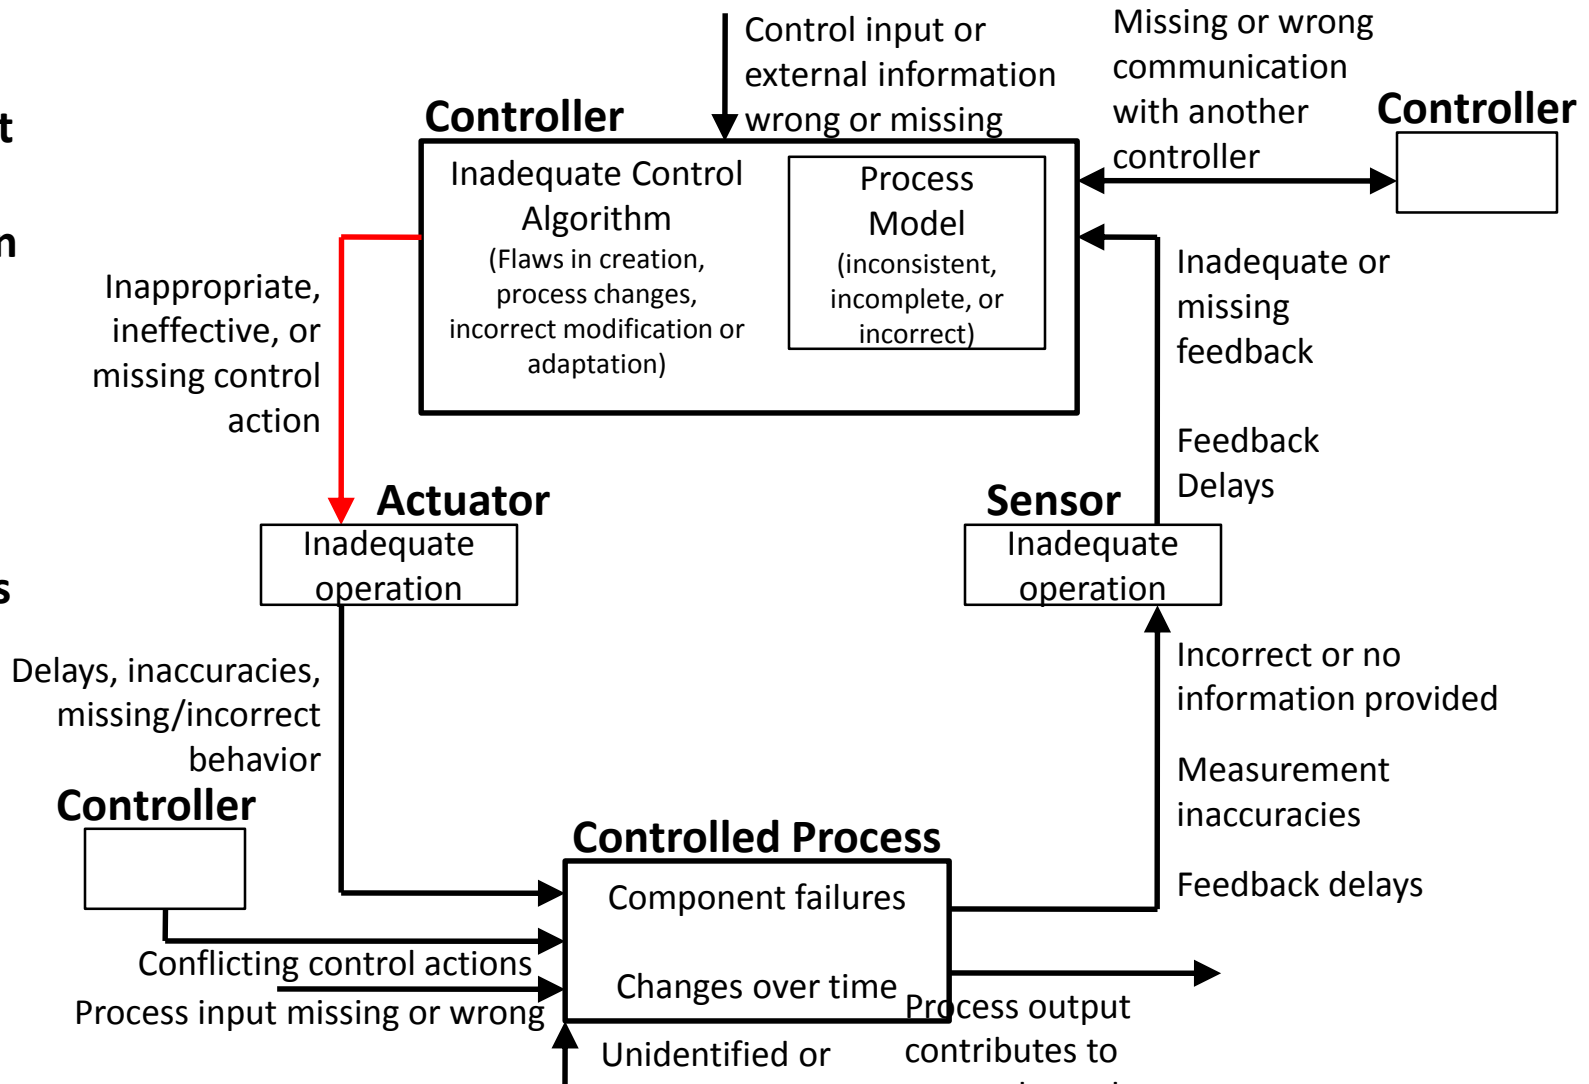 Control input or
external information
wrong or missing
Missing or wrong
communication
with another
controller
Controller
Controller
t
n
s
Inadequate Control
Algorithm
(Flaws in creation,
process changes,
incorrect modification or
adaptation)
Process
Model
(inconsistent,
incomplete, or
incorrect)
Inappropriate,
ineffective, or
missing control
action
Inadequate or
missing
feedback
Feedback
Delays
Actuator
Inadequate
operation
Sensor
Inadequate
operation
Delays, inaccuracies,
missing/incorrect
behavior
Incorrect or no
information provided
Measurement
inaccuracies
Feedback delays
Controller
Controlled Process
Component failures
Changes over time
Conflicting control actions
Process input missing or wrong
Unidentified or
Process output
contributes to